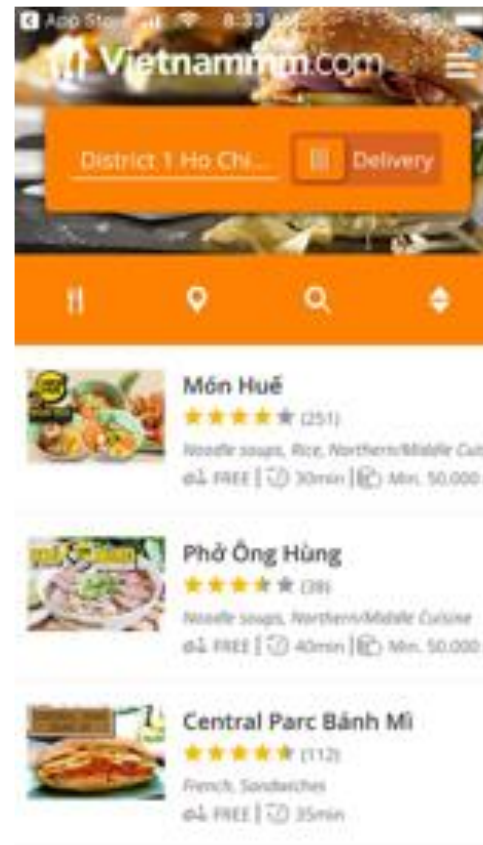 App Sto
8:33
Vietnammm.com
District 1 Ho Chi... Delivery
Món Huế
(251)
Noodle soups, Rice, Northern/Middle Cui
FREE | 30min | Min. 50.000
Phở Ông Hùng
(39)
Noodle soups, Northern/Middle Cuisine
FREE | 40min | Min. 50.000
Central Parc Bánh Mì
(112)
French, Sandwiches
FREE | 35min